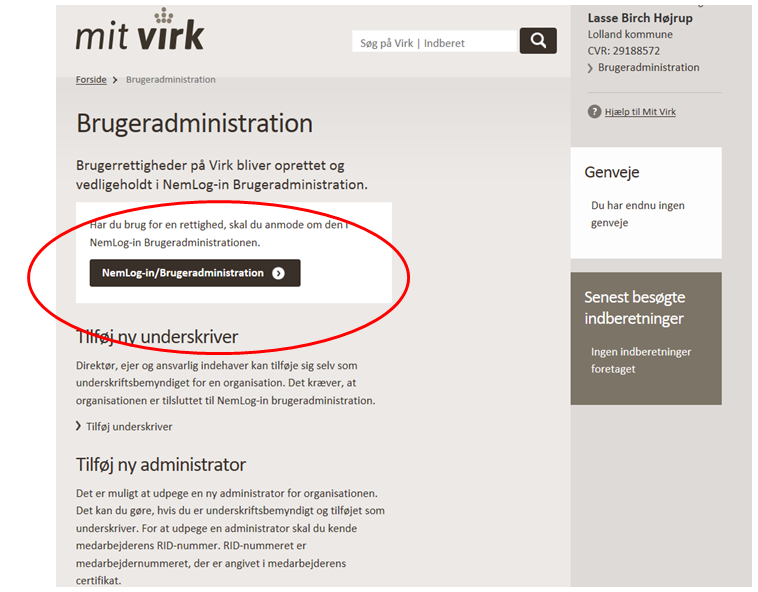 mit virk
Søg på Virk | Indberet
Forside > Brugeradministration
Brugeradministration
Brugerrettigheder på Virk bliver oprettet og
vedligeholdt i NemLog-in Brugeradministration.
Har du brug for en rettighed, skal du anmode om den i
NemLog-in Brugeradministrationen.
NemLog-in/Brugeradministration
Tilføj ny underskriver
Direktør, ejer og ansvarlig indehaver kan tilføje sig selv som
underskriftsbemyndiget for en organisation. Det kræver, at
organisationen er tilsluttet til NemLog-in brugeradministration.
Tilføj underskriver
Tilføj ny administrator
Det er muligt at udpege en ny administrator for organisationen.
Det kan du gøre, hvis du er underskriftsbemyndigt og tilføjet som
underskriver. For at udpege en administrator skal du kende
medarbejderens RID-nummer. RID-nummeret er
medarbejdernummeret, der er angivet i medarbejderens
certifikat.
Lasse Birch Højrup
Lolland kommune
CVR: 29188572
Brugeradministration
? Hjælp til Mit Virk
Genveje
Du har endnu ingen
genveje
Senest besøgte
indberetninger
Ingen indberetninger
foretaget